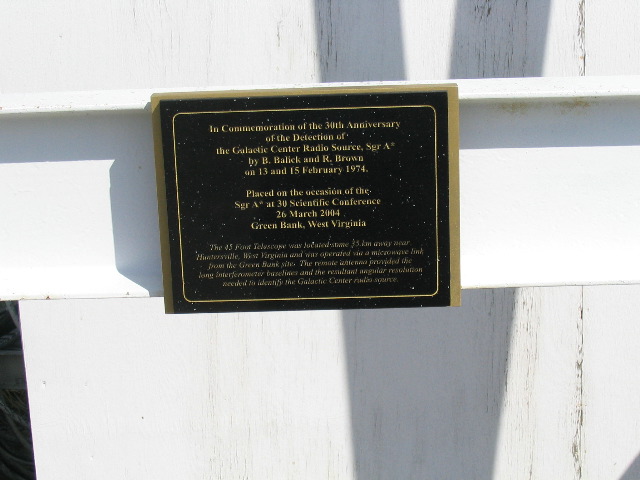 In Commemoration of the 30th Anniversary
of the Detection of
the Galactic Center Radio Source, Sgr A*
by B. Balick and R. Brown
on 13 and 15 February 1974.
Placed on the occasion of the
Sgr A* at 30 Scientific Conference
26 March 2004
Green Bank, West Virginia
The 45 Foot Telescope was located some 35 km away near
Huntersville, West Virginia and was operated via a microwave link
from the Green Bank site. The remote antenna provided the
long interferometer baselines and the resultant angular resolution
needed to identify the Galactic Center radio source.